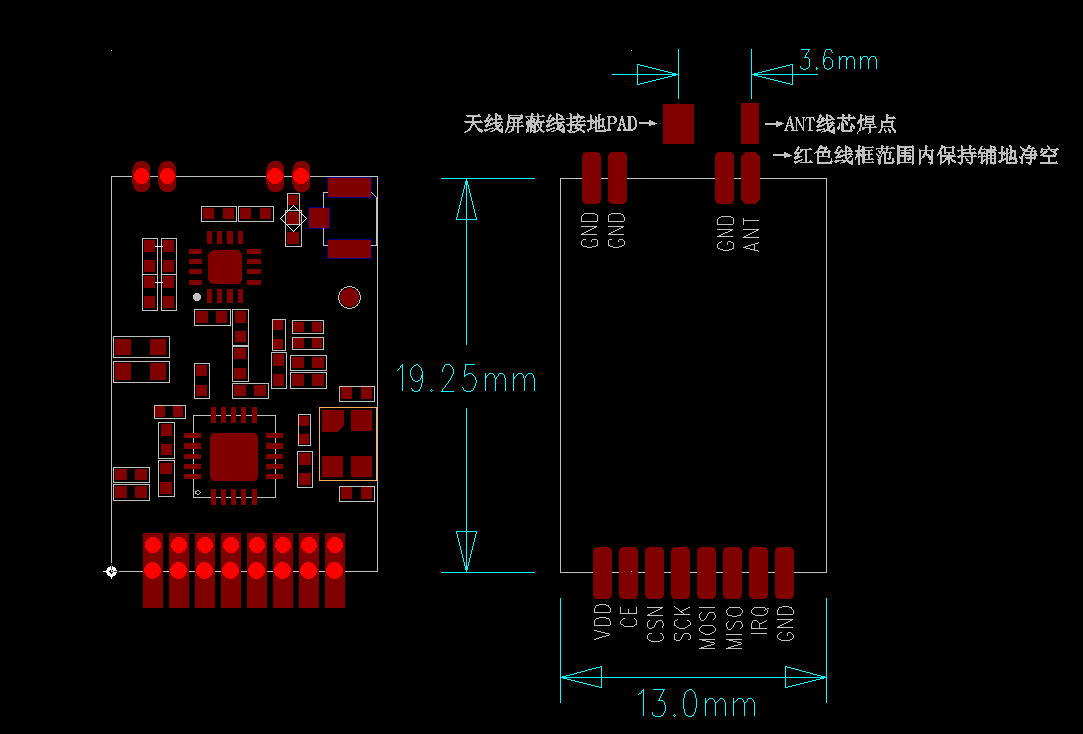 3.6mm
天线屏蔽线接地PAD
ANT线芯焊点
红色线框范围内保持铺地净空
GND
GND
GND
ANT
19.25mm
VDD
CE
CSN
SCK
MOSI
MISO
IRQ
GND
13.0mm